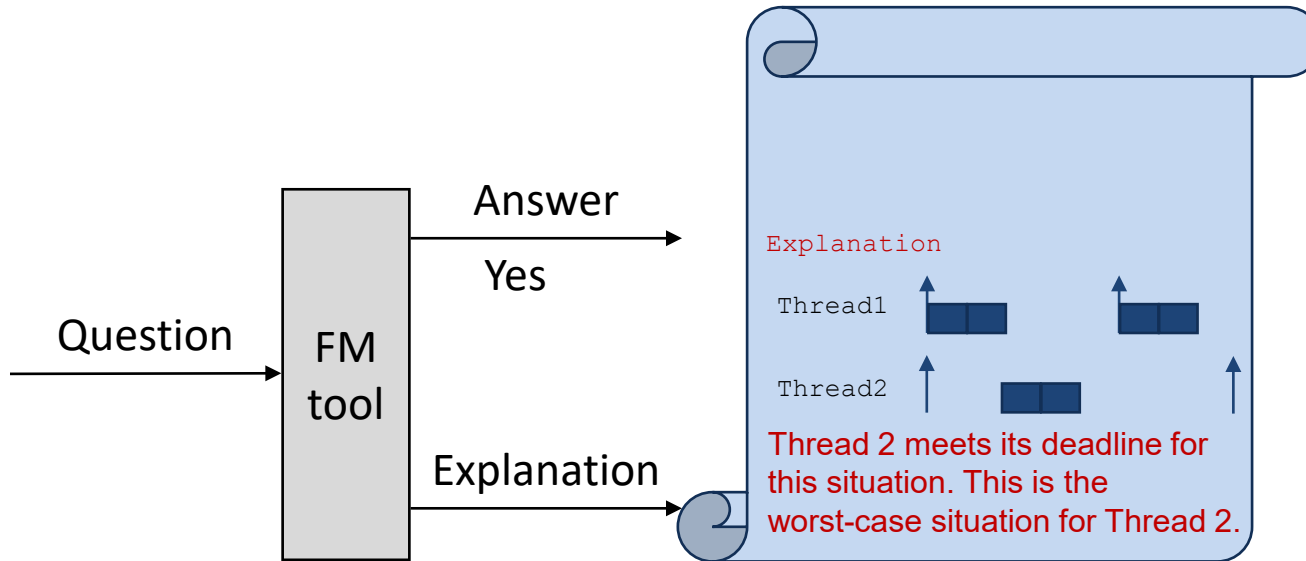 Question
FM
tool
Answer
Yes
Explanation
Explanation
Thread1
Thread2
Thread 2 meets its deadline for
this situation. This is the
worst-case situation for Thread 2.